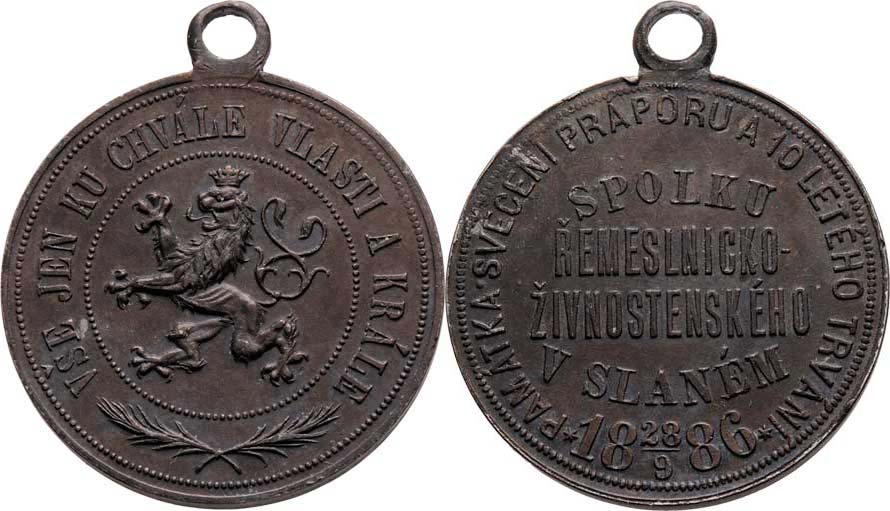 VŠE JEN KU CHVÁLE VLASTI A KRÁLE
PAMÁTKA SVĚCENÍ PRÁPORU A 10 LETÉHO TRVÁNÍ
SPOLKU
ŘEMESLNICKO-
ŽIVNOSTENSKÉHO
V SLANÉM
* 18 28/9 86 *